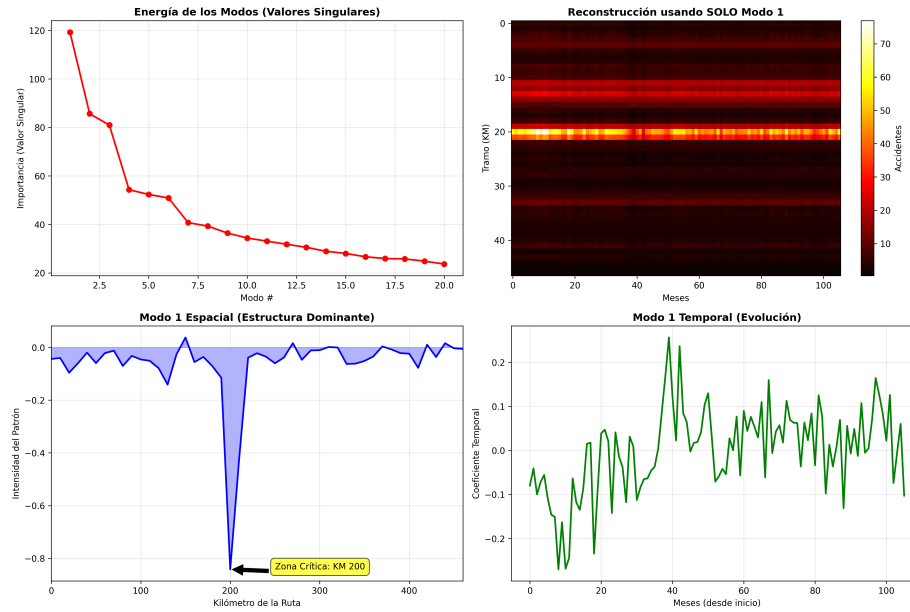 Energía de los Modos (Valores Singulares)
120
100
80
60
40
20
2.5 5.0 7.5 10.0 12.5 15.0 17.5 20.0
Importancia (Valor Singular)
Modo #
Reconstrucción usando SOLO Modo 1
0
10
20
30
40
0 20 40 60 80 100
Tramo (KM)
Meses
70
60
50
40
30
20
10
Accidentes
Modo 1 Espacial (Estructura Dominante)
0.0
−0.2
−0.4
−0.6
−0.8
0 100 200 300 400
Intensidad del Patrón
Kilómetro de la Ruta
Zona Crítica: KM 200
Modo 1 Temporal (Evolución)
0.2
0.1
0.0
−0.1
−0.2
0 20 40 60 80 100
Coeficiente Temporal
Meses (desde inicio)